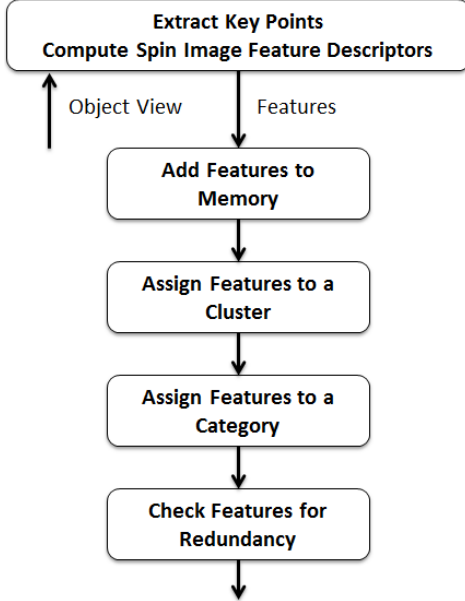 Extract Key Points
Compute Spin Image Feature Descriptors
Object View
Features
Add Features to
Memory
Assign Features to a
Cluster
Assign Features to a
Category
Check Features for
Redundancy